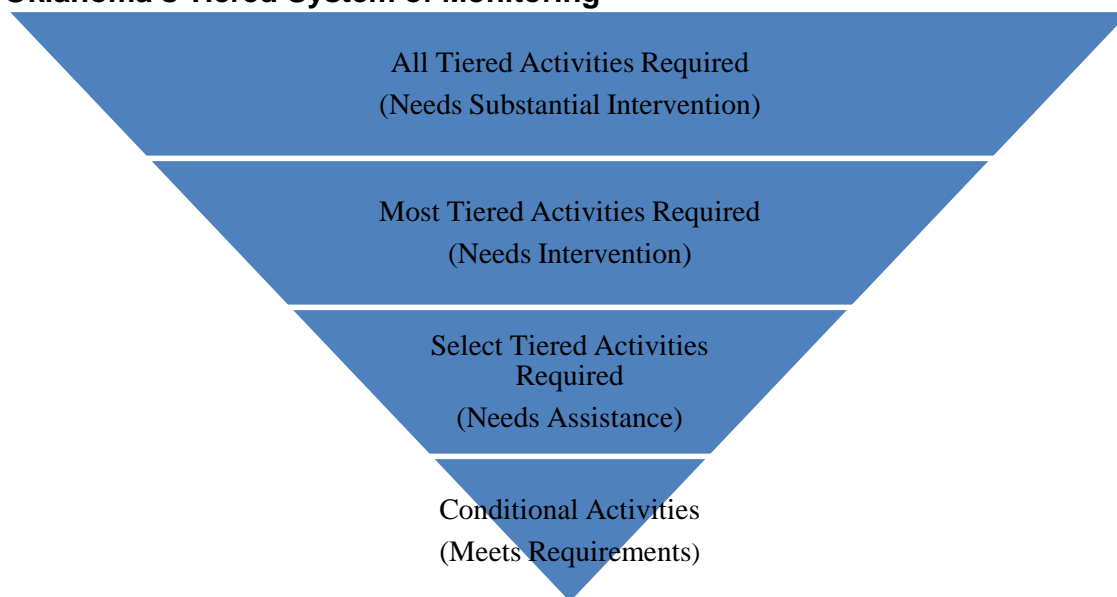 Oklahoma's Tiered System of Monitoring
All Tiered Activities Required
(Needs Substantial Intervention)
Most Tiered Activities Required
(Needs Intervention)
Select Tiered Activities
Required
(Needs Assistance)
Conditional Activities
(Meets Requirements)